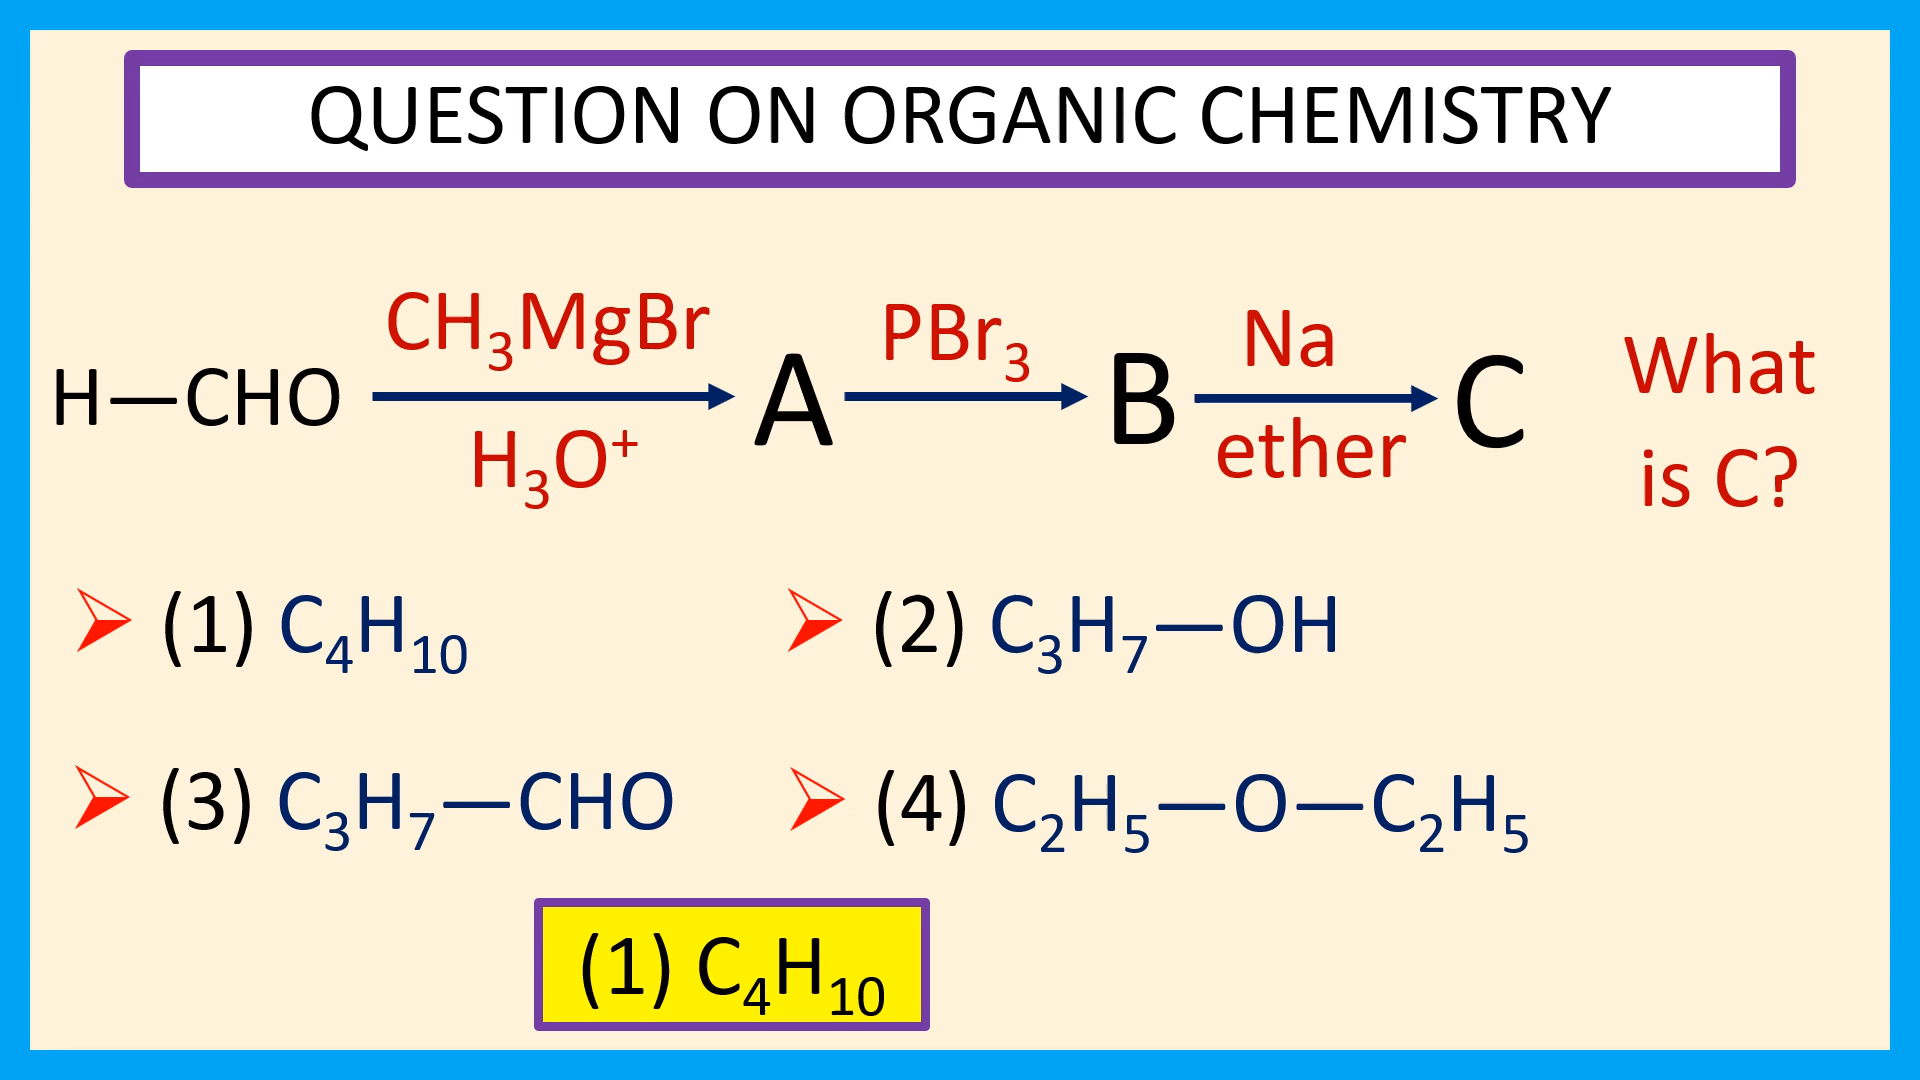 QUESTION ON ORGANIC CHEMISTRY
H—CHO CH₃MgBr H₃O⁺ A PBr₃ B Na ether C What is C?
(1) C₄H₁₀ (2) C₃H₇—OH
(3) C₃H₇—CHO (4) C₂H₅—O—C₂H₅
(1) C₄H₁₀